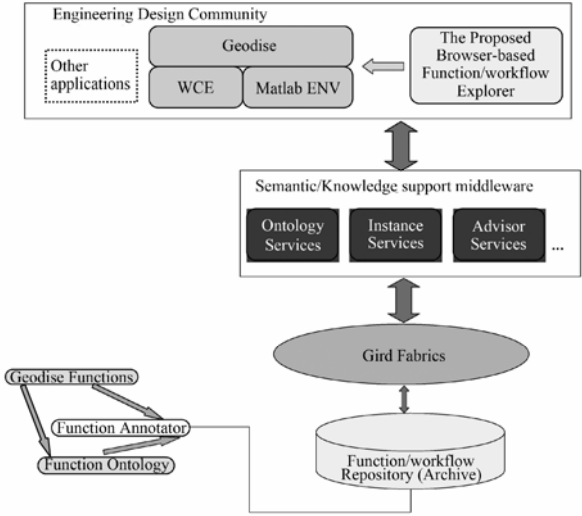 Engineering Design Community
Other
applications
Geodise
WCE
Matlab ENV
The Proposed
Browser-based
Function/workflow
Explorer
Semantic/Knowledge support middleware
Ontology
Services
Instance
Services
Advisor
Services
...
Gird Fabrics
Geodise Functions
Function Annotator
Function Ontology
Function/workflow
Repository (Archive)